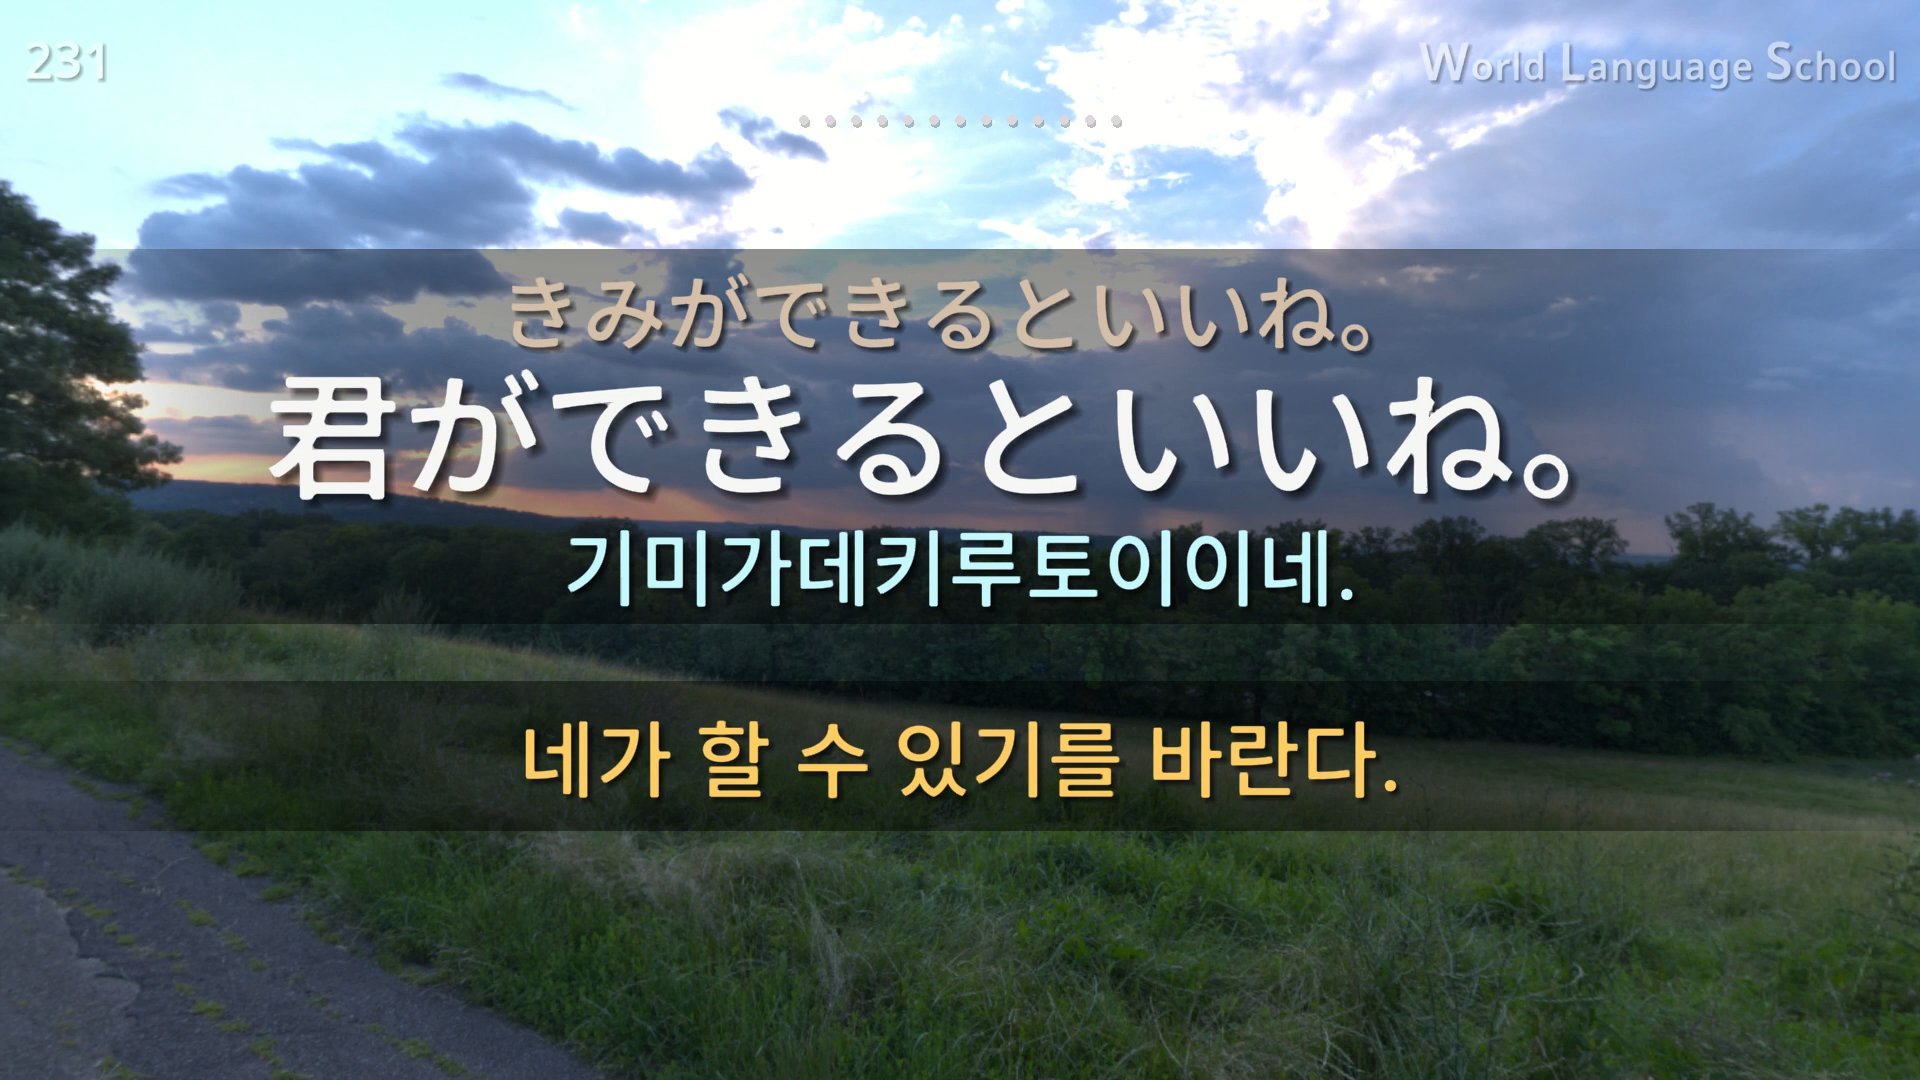 231
World Language School
きみができるといいね。
君ができるといいね。
기미가데키루토이이네.
네가 할 수 있기를 바란다.